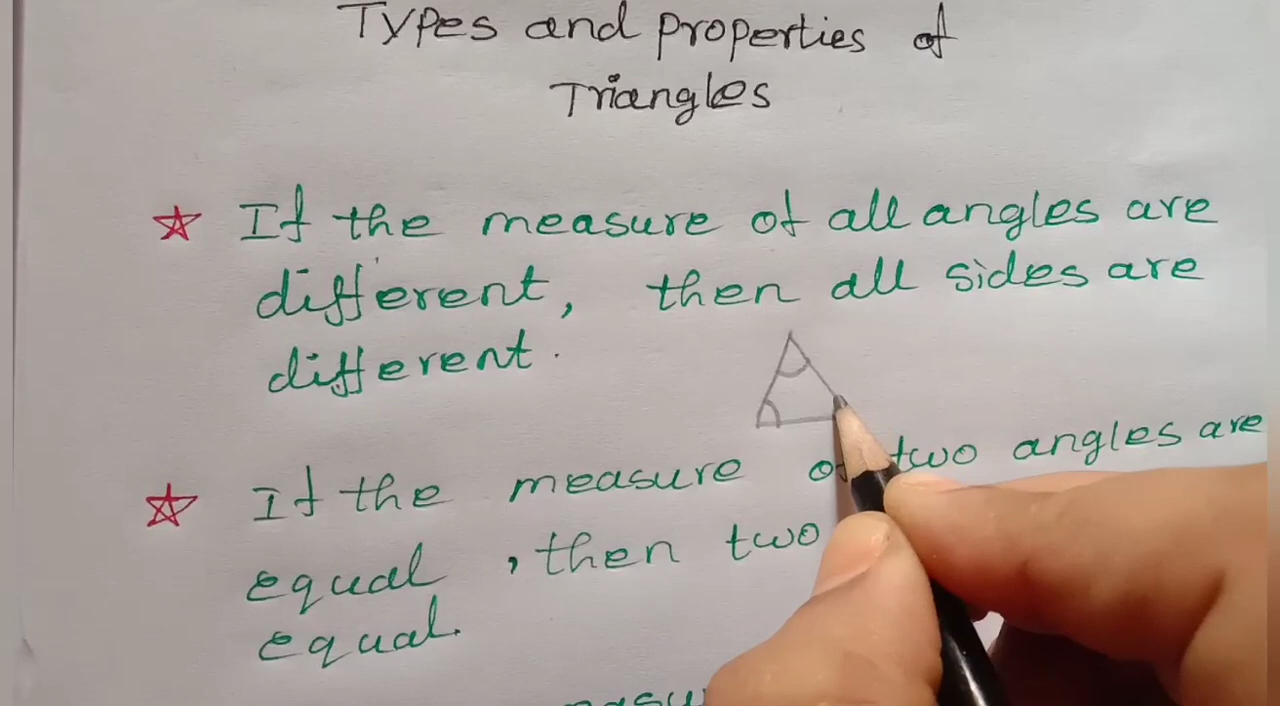 Types and properties of
Triangles
If the measure of all angles are
different, then all sides are
different.
If the measure two angles are
equal, then two
equal.